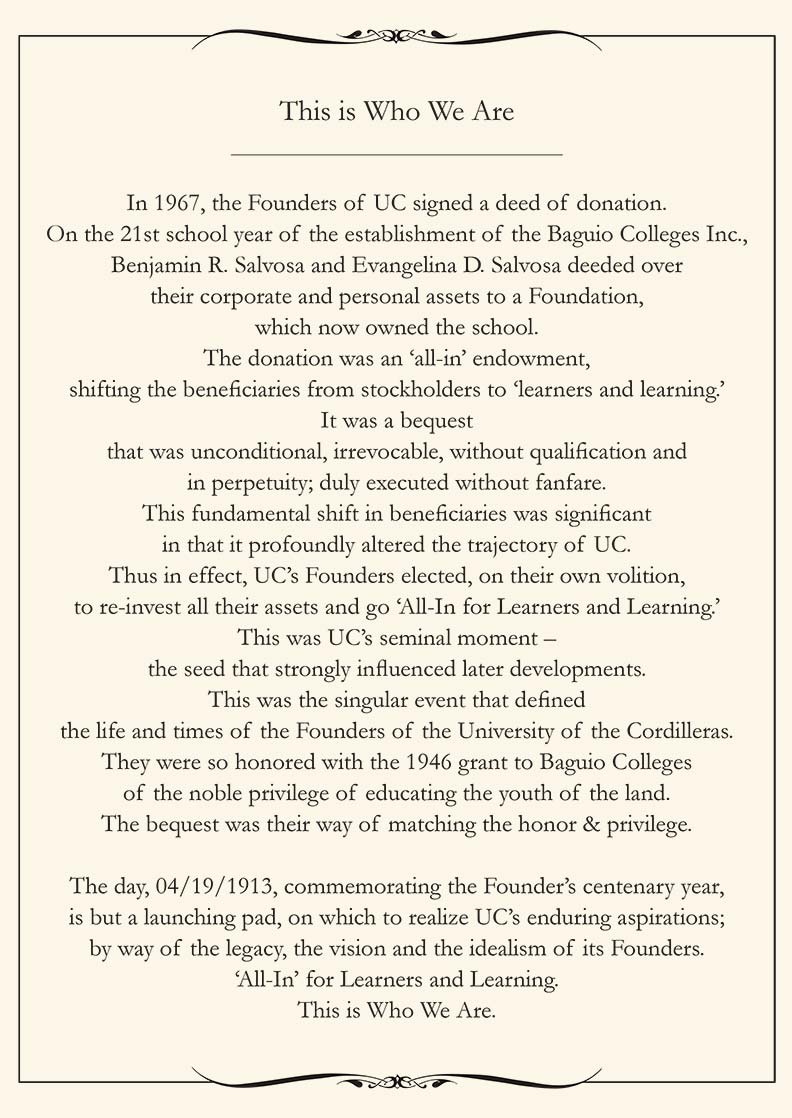 This is Who We Are
In 1967, the Founders of UC signed a deed of donation.
On the 21st school year of the establishment of the Baguio Colleges Inc.,
Benjamin R. Salvosa and Evangelina D. Salvosa deeded over
their corporate and personal assets to a Foundation,
which now owned the school.
The donation was an ‘all-in’ endowment,
shifting the beneficiaries from stockholders to ‘learners and learning.’
It was a bequest
that was unconditional, irrevocable, without qualification and
in perpetuity; duly executed without fanfare.
This fundamental shift in beneficiaries was significant
in that it profoundly altered the trajectory of UC.
Thus in effect, UC’s Founders elected, on their own volition,
to re-invest all their assets and go ‘All-In for Learners and Learning.’
This was UC’s seminal moment –
the seed that strongly influenced later developments.
This was the singular event that defined
the life and times of the Founders of the University of the Cordilleras.
They were so honored with the 1946 grant to Baguio Colleges
of the noble privilege of educating the youth of the land.
The bequest was their way of matching the honor & privilege.
The day, 04/19/1913, commemorating the Founder’s centenary year,
is but a launching pad, on which to realize UC’s enduring aspirations;
by way of the legacy, the vision and the idealism of its Founders.
‘All-In’ for Learners and Learning.
This is Who We Are.